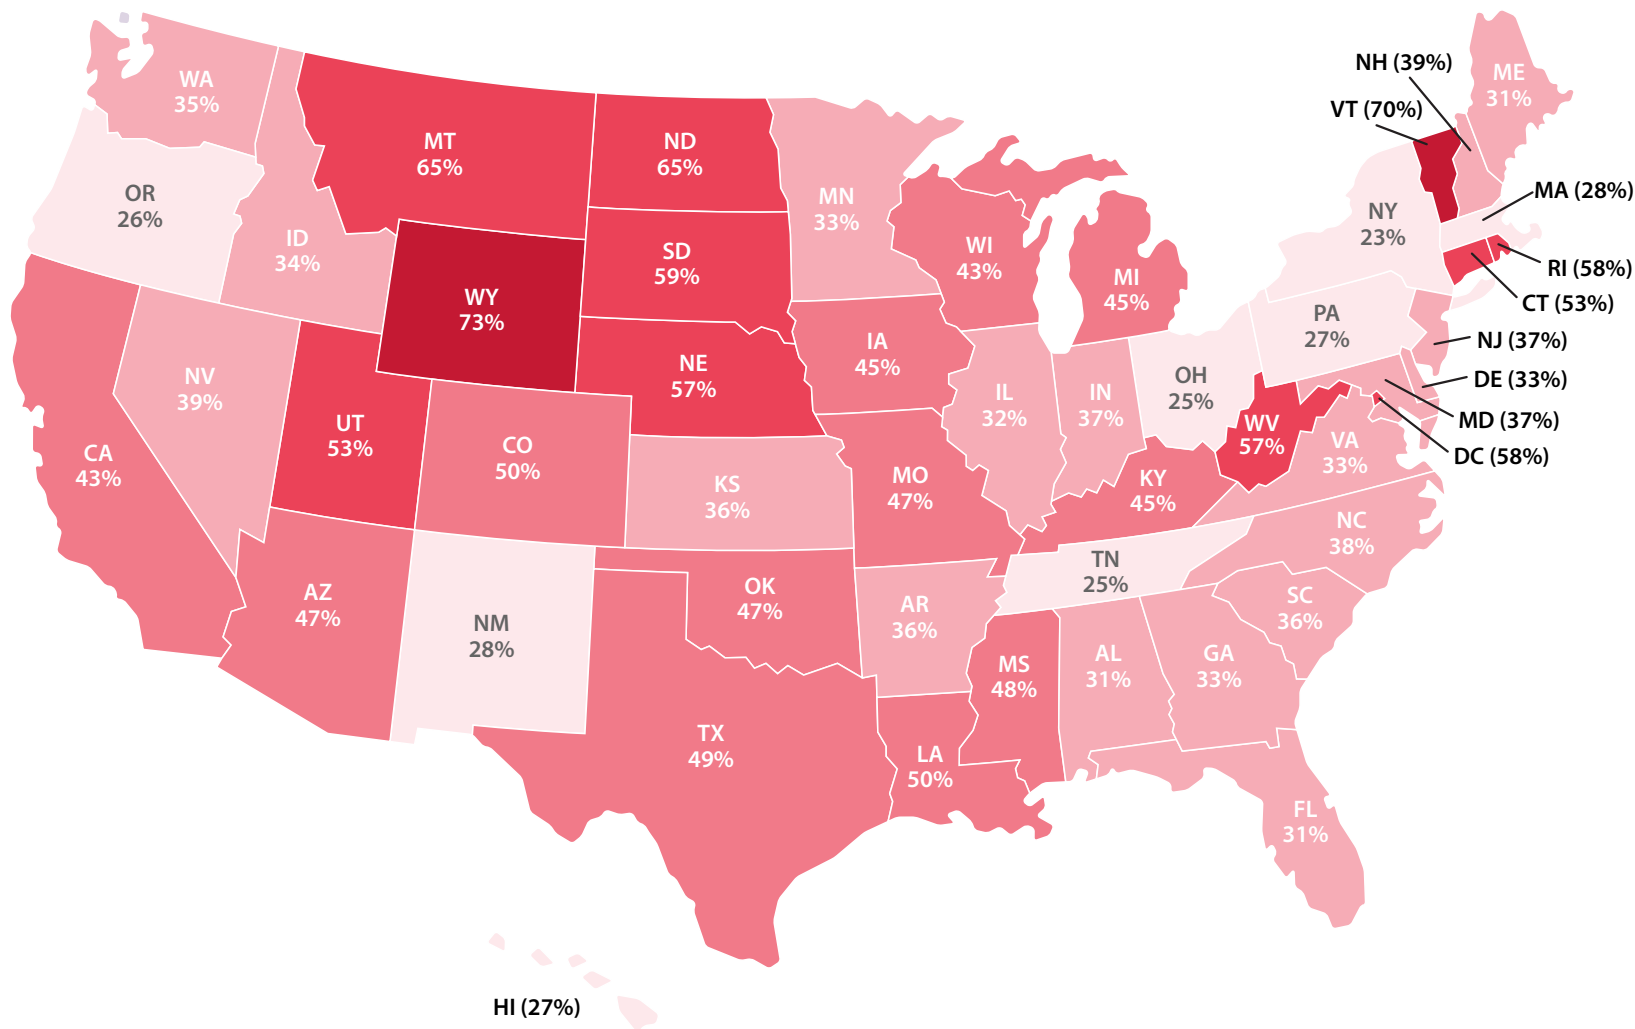 WA
35%
OR
26%
ID
34%
MT
65%
ND
65%
MN
33%
WI
43%
MI
45%
NH (39%)
VT (70%)
ME
31%
MA (28%)
RI (58%)
CT (53%)
NY
23%
PA
27%
NJ (37%)
DE (33%)
MD (37%)
DC (58%)
SD
59%
WY
73%
NE
57%
IA
45%
IL
32%
IN
37%
OH
25%
WV
57%
VA
33%
CA
43%
NV
39%
UT
53%
CO
50%
KS
36%
MO
47%
KY
45%
NC
38%
TN
25%
SC
36%
AZ
47%
NM
28%
OK
47%
AR
36%
MS
48%
AL
31%
GA
33%
TX
49%
LA
50%
FL
31%
HI (27%)